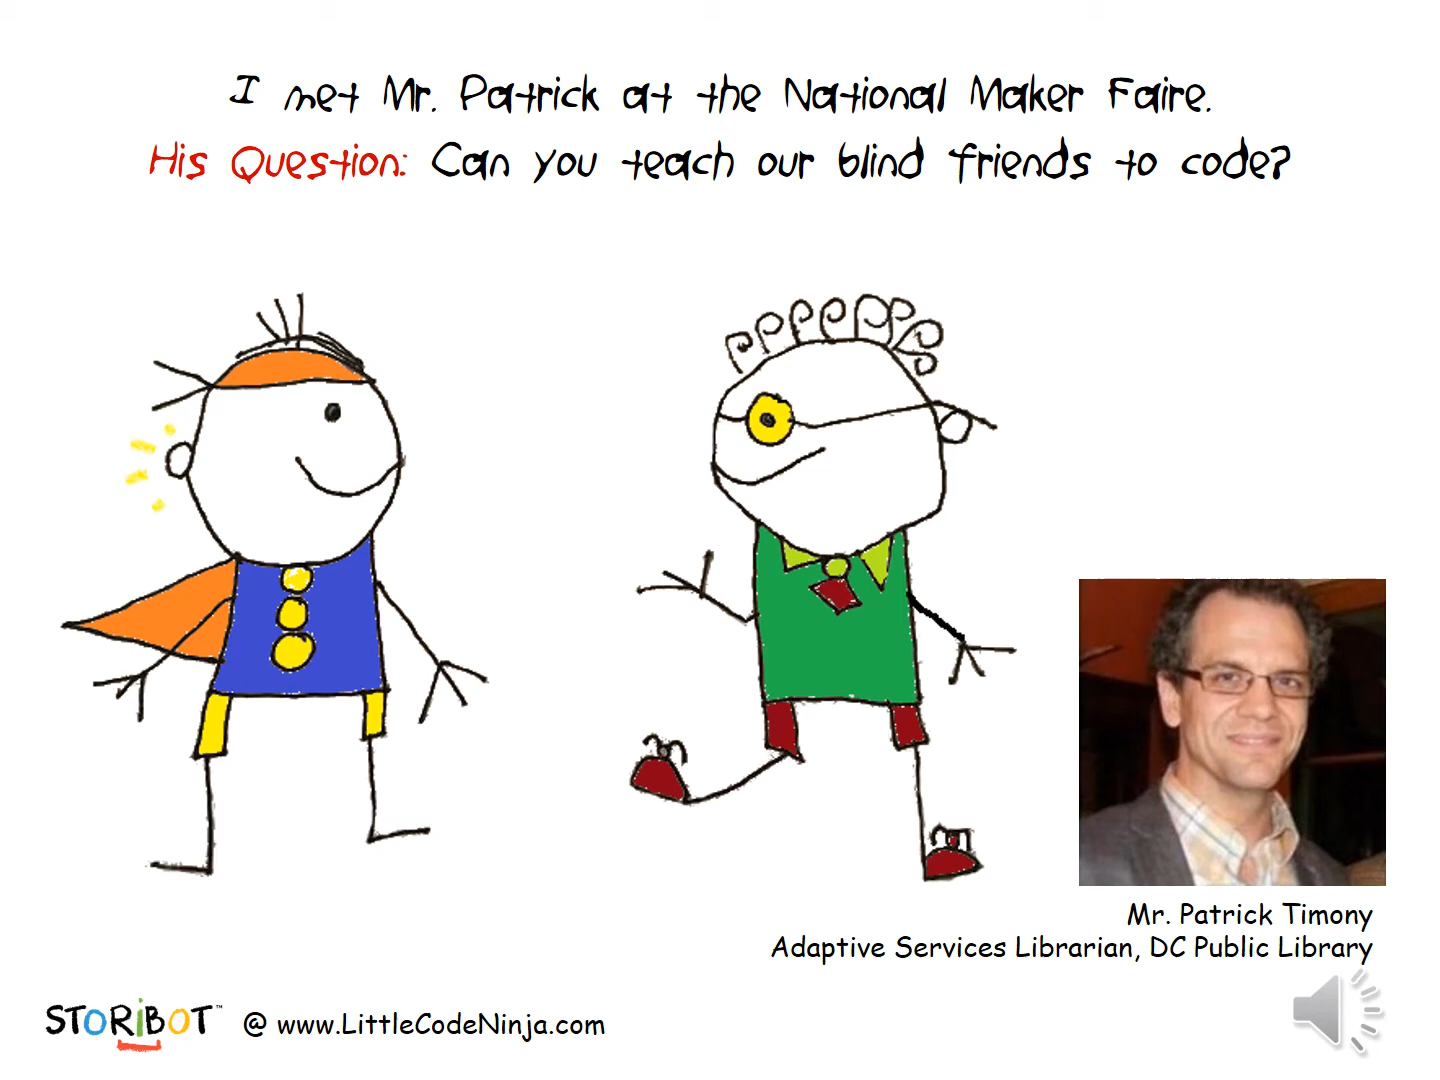 I met Mr. Patrick at the National Maker Faire.
His Question: Can you teach our blind friends to code?
Mr. Patrick Timony
Adaptive Services Librarian, DC Public Library
STORiBOT™ @ www.LittleCodeNinja.com